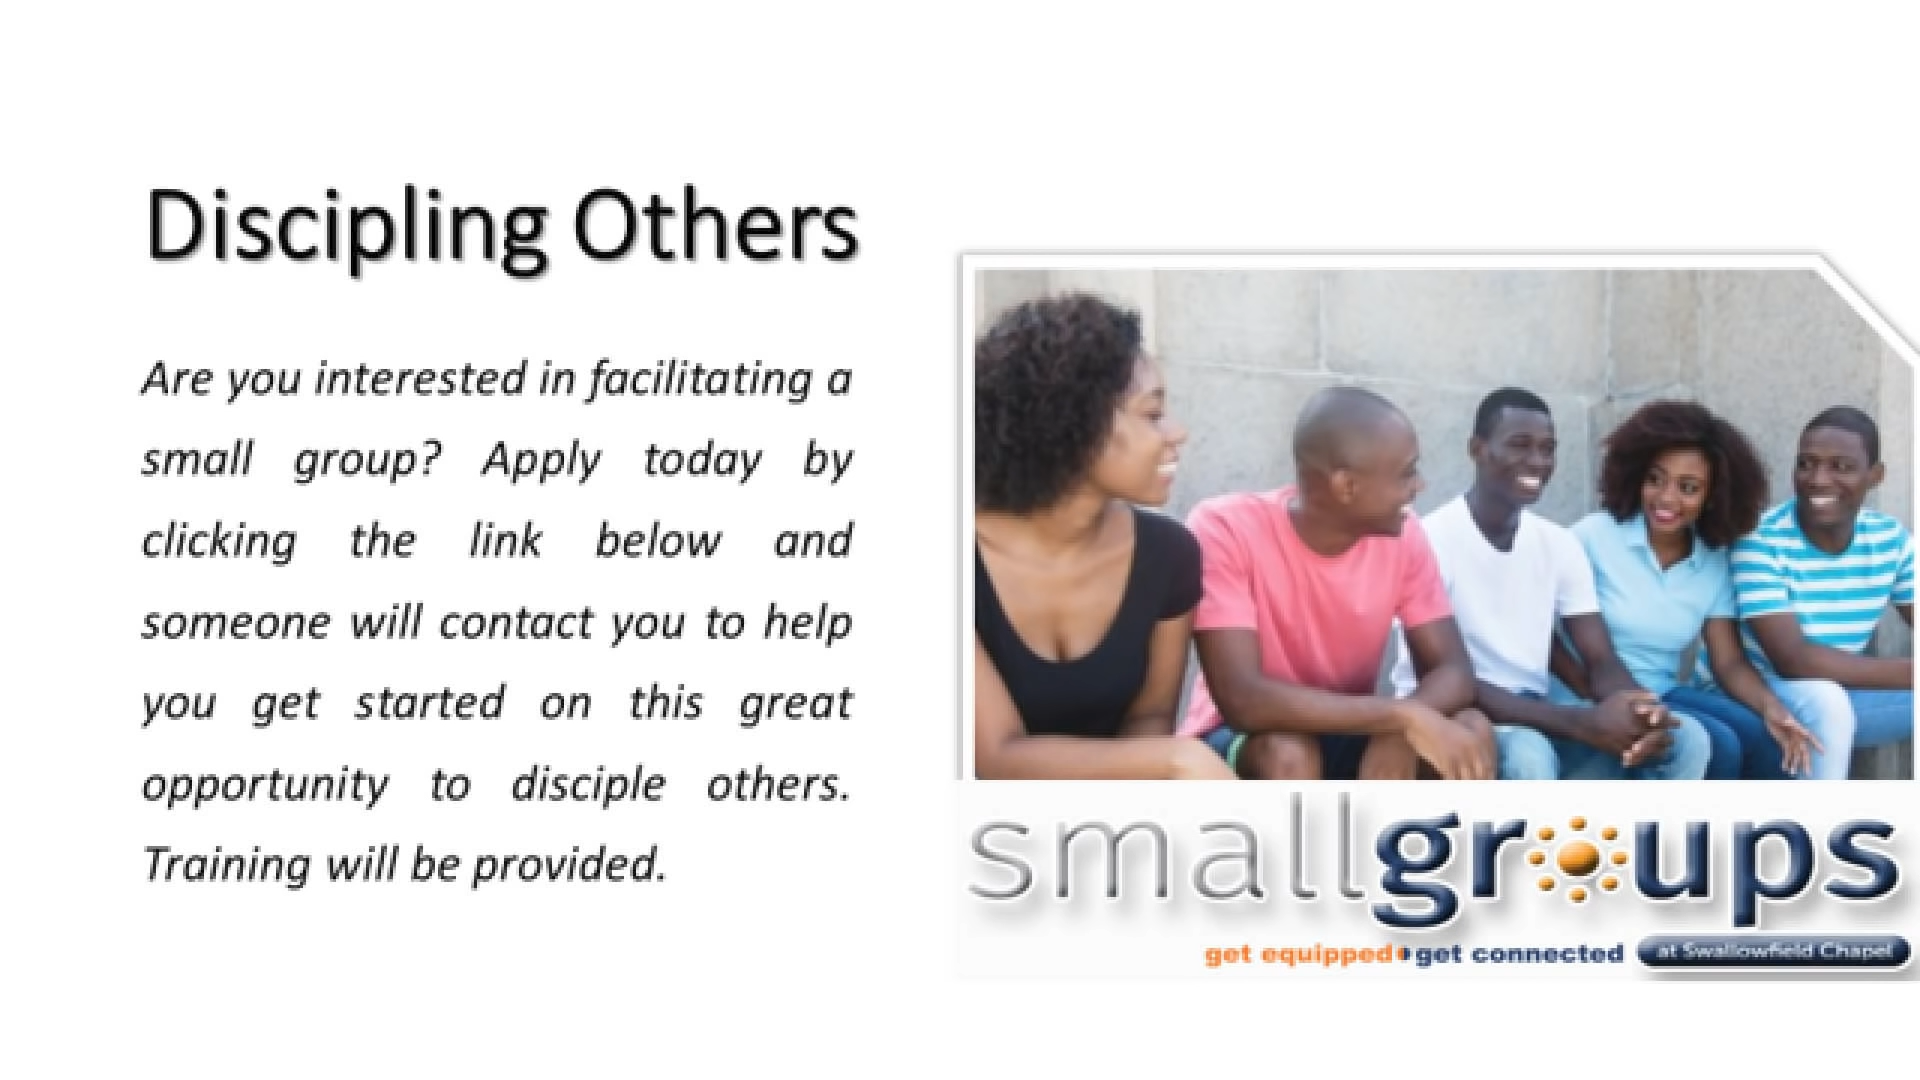 Discipling Others
Are you interested in facilitating a
small group? Apply today by
clicking the link below and
someone will contact you to help
you get started on this great
opportunity to disciple others.
Training will be provided.
smallgroups
get equipped•get connected at Swallowfield Chapel